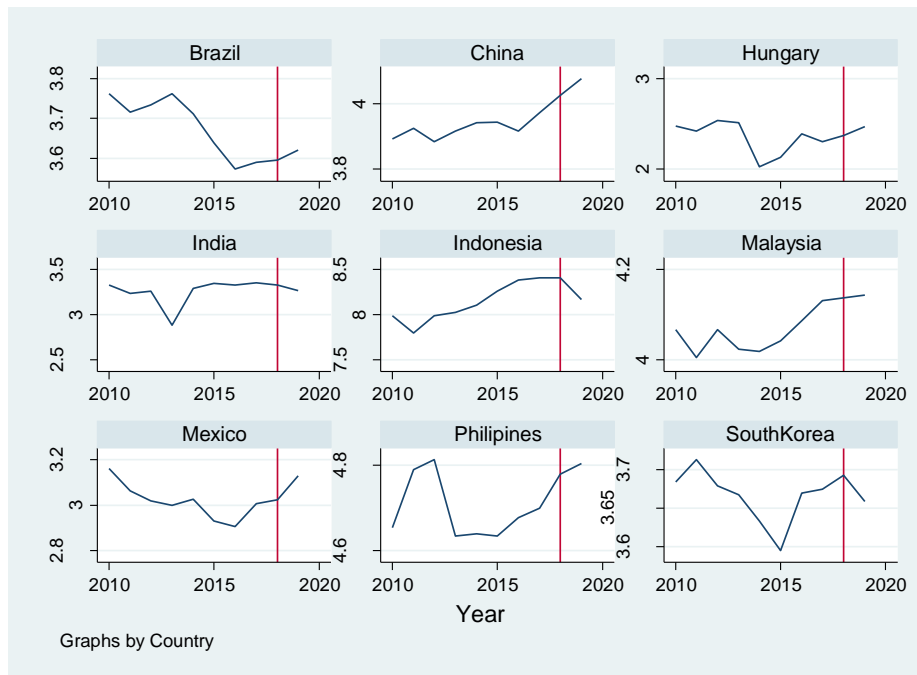 Brazil China Hungary
3.8
3.7
3.6
4
3.8
3
2
2010 2015 2020 2010 2015 2020 2010 2015 2020
India Indonesia Malaysia
3.5
3
2.5
8.5
8
7.5
4.2
4
2010 2015 2020 2010 2015 2020 2010 2015 2020
Mexico Philipines SouthKorea
3.2
3
2.8
4.8
4.6
3.7
3.65
3.6
2010 2015 2020 2010 2015 2020 2010 2015 2020
Year
Graphs by Country